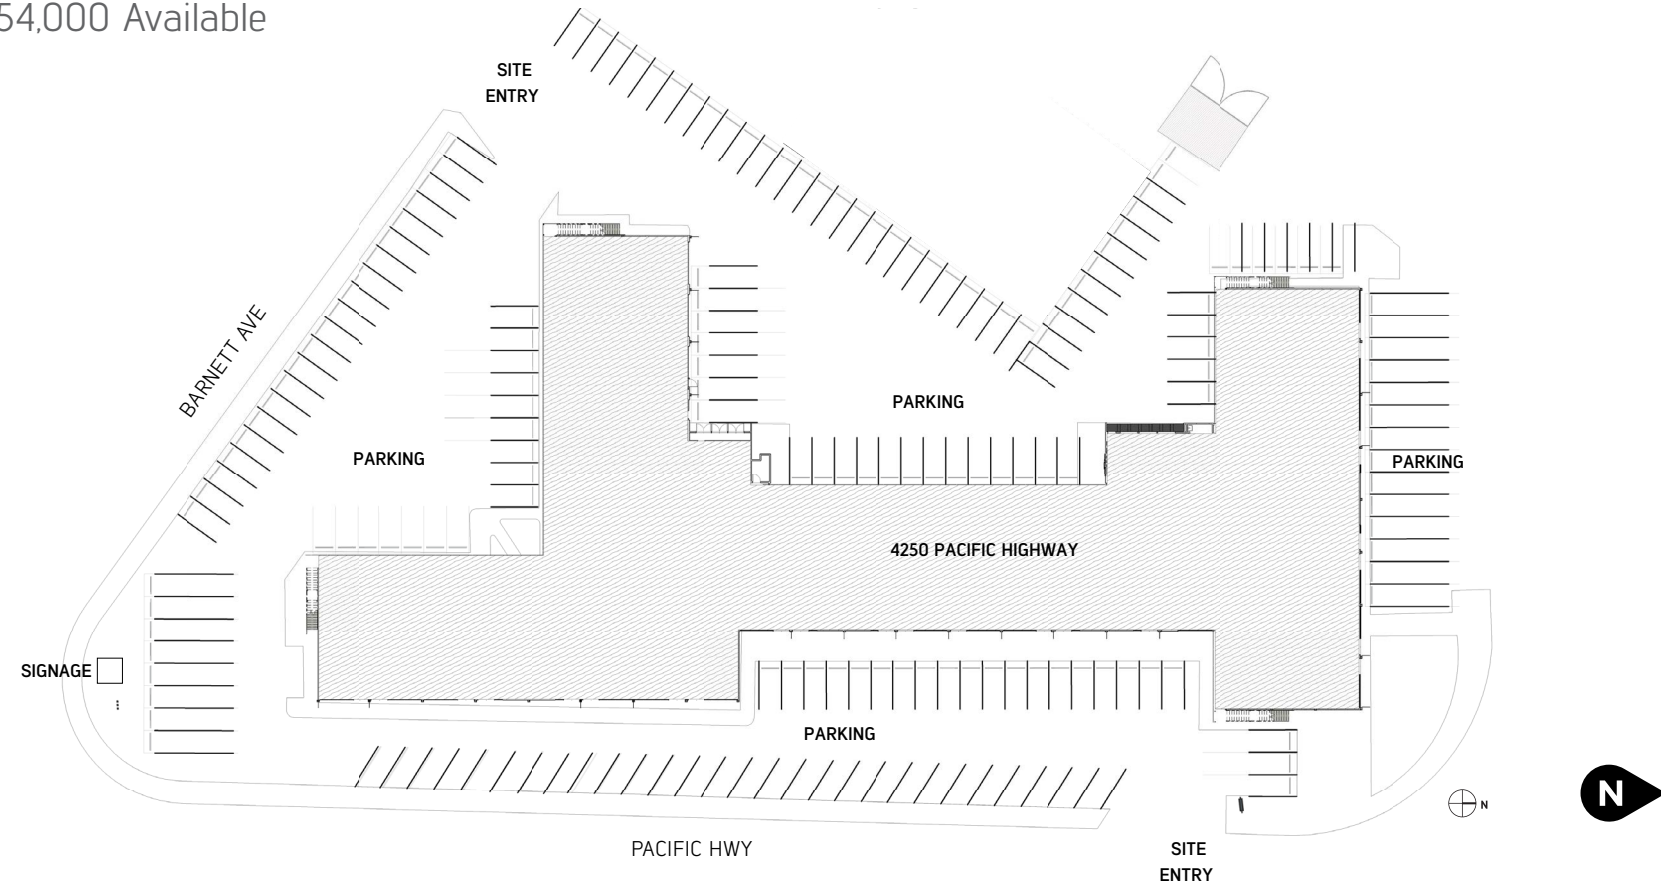 54,000 Available
SITE
ENTRY
BARNETT AVE
PARKING
PARKING
PARKING
4250 PACIFIC HIGHWAY
SIGNAGE
PARKING
N
N
PACIFIC HWY
SITE
ENTRY